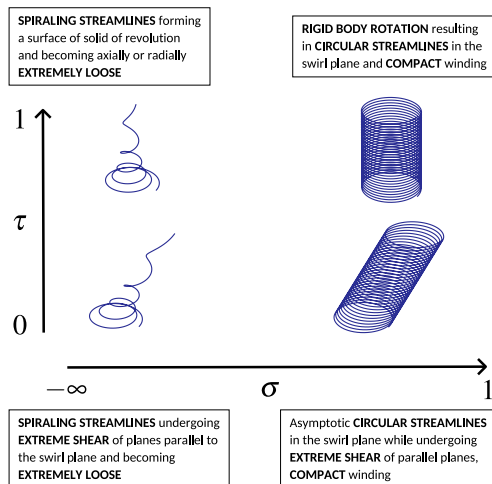 SPIRALING STREAMLINES forming
a surface of solid of revolution
and becoming axially or radially
EXTREMELY LOOSE
RIGID BODY ROTATION resulting
in CIRCULAR STREAMLINES in the
swirl plane and COMPACT winding
1
τ
0
−∞
σ
1
SPIRALING STREAMLINES undergoing
EXTREME SHEAR of planes parallel to
the swirl plane and becoming
EXTREMELY LOOSE
Asymptotic CIRCULAR STREAMLINES
in the swirl plane while undergoing
EXTREME SHEAR of parallel planes,
COMPACT winding